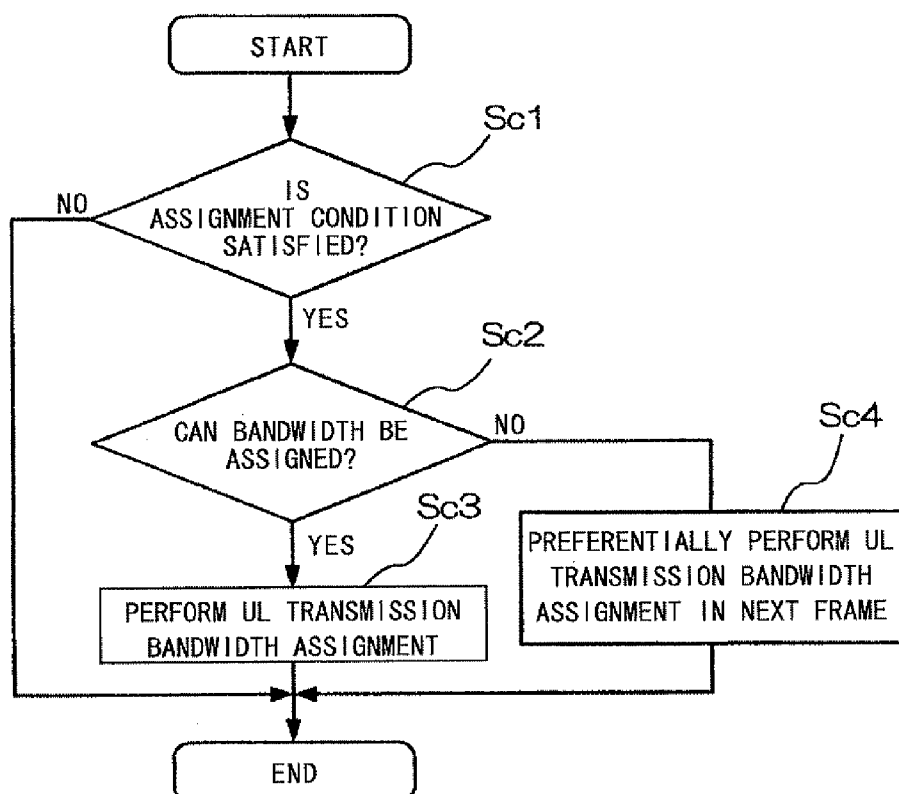 START
Sc1
IS
ASSIGNMENT CONDITION
SATISFIED?
NO
YES
Sc2
CAN BANDWIDTH BE
ASSIGNED?
NO
Sc4
YES
Sc3
PREFERENTIALLY PERFORM UL
TRANSMISSION BANDWIDTH
ASSIGNMENT IN NEXT FRAME
PERFORM UL TRANSMISSION
BANDWIDTH ASSIGNMENT
END